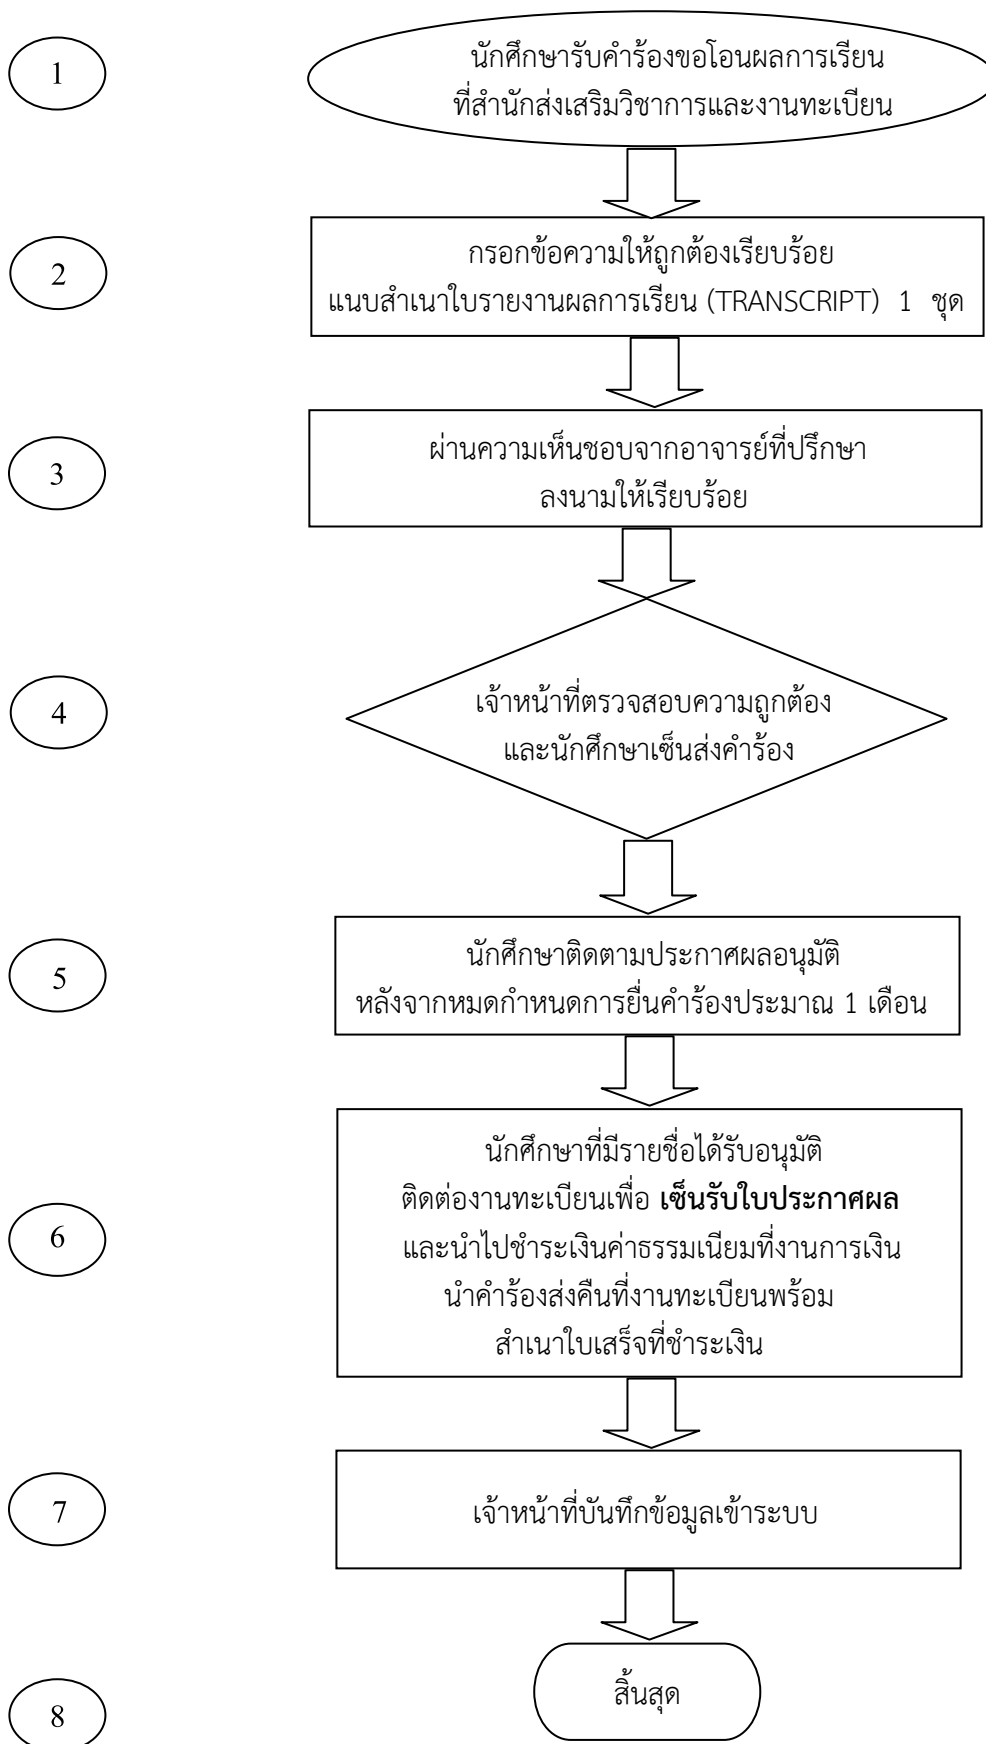 1
นักศึกษารับคำร้องขอโอนผลการเรียน
ที่สำนักส่งเสริมวิชาการและงานทะเบียน
2
กรอกข้อความให้ถูกต้องเรียบร้อย
แนบสำเนาใบรายงานผลการเรียน (TRANSCRIPT) 1 ชุด
3
ผ่านความเห็นชอบจากอาจารย์ที่ปรึกษา
ลงนามให้เรียบร้อย
4
เจ้าหน้าที่ตรวจสอบความถูกต้อง
และนักศึกษาเซ็นส่งคำร้อง
5
นักศึกษาติดตามประกาศผลอนุมัติ
หลังจากหมดกำหนดการยื่นคำร้องประมาณ 1 เดือน
6
นักศึกษาที่มีรายชื่อได้รับอนุมัติ
ติดต่องานทะเบียนเพื่อ เซ็นรับใบประกาศผล
และนำไปชำระเงินค่าธรรมเนียมที่งานการเงิน
นำคำร้องส่งคืนที่งานทะเบียนพร้อม
สำเนาใบเสร็จที่ชำระเงิน
7
เจ้าหน้าที่บันทึกข้อมูลเข้าระบบ
8
สิ้นสุด